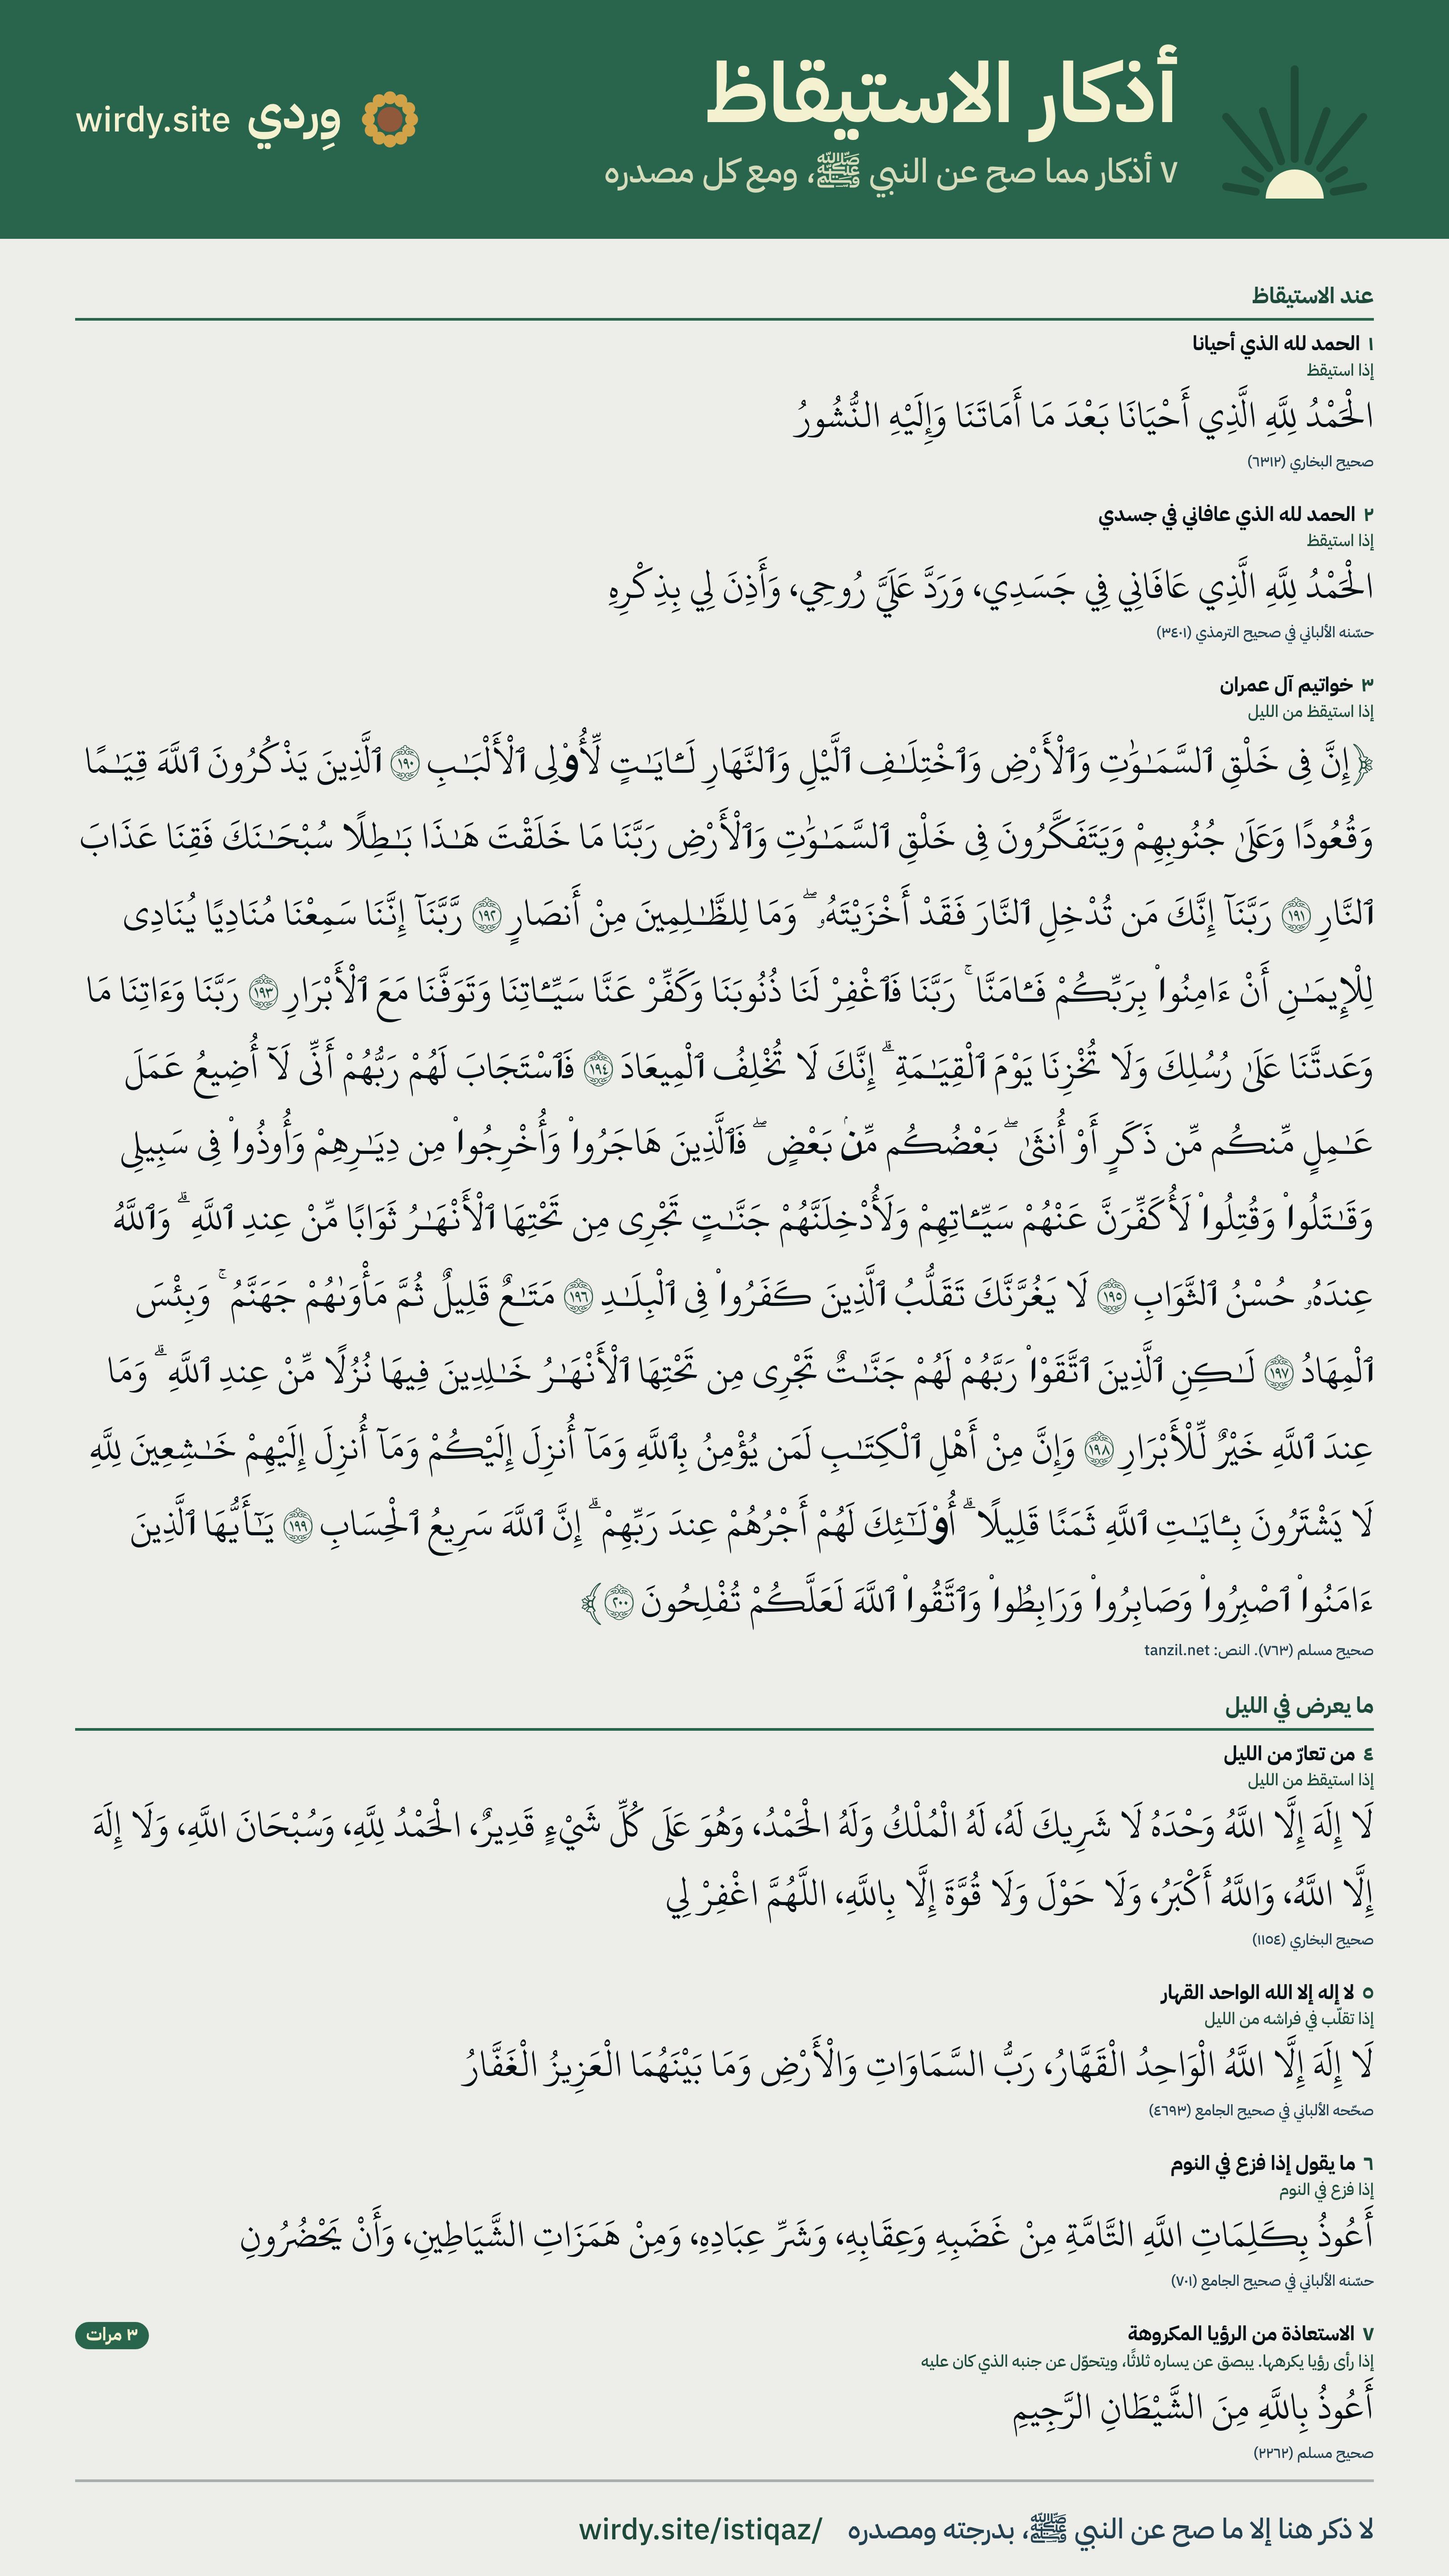 أذكار الاستيقاظ
٧ أذكار مما صح عن النبي ﷺ، ومع كل مصدره
وِردي wirdy.site
عند الاستيقاظ
١ الحمد لله الذي أحيانا
إذا استيقظ
الْحَمْدُ لِلَّهِ الَّذِي أَحْيَانَا بَعْدَ مَا أَمَاتَنَا وَإِلَيْهِ النُّشُورُ
صحيح البخاري (٦٣١٢)
٢ الحمد لله الذي عافاني في جسدي
إذا استيقظ
الْحَمْدُ لِلَّهِ الَّذِي عَافَانِي فِي جَسَدِي، وَرَدَّ عَلَيَّ رُوحِي، وَأَذِنَ لِي بِذِكْرِهِ
حسّنه الألباني في صحيح الترمذي (٣٤٠١)
٣ خواتيم آل عمران
إذا استيقظ من الليل
﴿إِنَّ فِى خَلْقِ ٱلسَّمَـٰوَٰتِ وَٱلْأَرْضِ وَٱخْتِلَـٰفِ ٱلَّيْلِ وَٱلنَّهَارِ لَـَٔايَـٰتٍ لِّأُو۟لِى ٱلْأَلْبَـٰبِ ١٩٠ ٱلَّذِينَ يَذْكُرُونَ ٱللَّهَ قِيَـٰمًا
وَقُعُودًا وَعَلَىٰ جُنُوبِهِمْ وَيَتَفَكَّرُونَ فِى خَلْقِ ٱلسَّمَـٰوَٰتِ وَٱلْأَرْضِ رَبَّنَا مَا خَلَقْتَ هَـٰذَا بَـٰطِلًا سُبْحَـٰنَكَ فَقِنَا عَذَابَ
ٱلنَّارِ ١٩١ رَبَّنَآ إِنَّكَ مَن تُدْخِلِ ٱلنَّارَ فَقَدْ أَخْزَيْتَهُۥ ۖ وَمَا لِلظَّـٰلِمِينَ مِنْ أَنصَارٍ ١٩٢ رَّبَّنَآ إِنَّنَا سَمِعْنَا مُنَادِيًا يُنَادِى
لِلْإِيمَـٰنِ أَنْ ءَامِنُوا۟ بِرَبِّكُمْ فَـَٔامَنَّا ۚ رَبَّنَا فَٱغْفِرْ لَنَا ذُنُوبَنَا وَكَفِّرْ عَنَّا سَيِّـَٔاتِنَا وَتَوَفَّنَا مَعَ ٱلْأَبْرَارِ ١٩٣ رَبَّنَا وَءَاتِنَا مَا
وَعَدتَّنَا عَلَىٰ رُسُلِكَ وَلَا تُخْزِنَا يَوْمَ ٱلْقِيَـٰمَةِ ۗ إِنَّكَ لَا تُخْلِفُ ٱلْمِيعَادَ ١٩٤ فَٱسْتَجَابَ لَهُمْ رَبُّهُمْ أَنِّى لَآ أُضِيعُ عَمَلَ
عَـٰمِلٍ مِّنكُم مِّن ذَكَرٍ أَوْ أُنثَىٰ ۖ بَعْضُكُم مِّنۢ بَعْضٍ ۖ فَٱلَّذِينَ هَاجَرُوا۟ وَأُخْرِجُوا۟ مِن دِيَـٰرِهِمْ وَأُوذُوا۟ فِى سَبِيلِى
وَقَـٰتَلُوا۟ وَقُتِلُوا۟ لَأُكَفِّرَنَّ عَنْهُمْ سَيِّـَٔاتِهِمْ وَلَأُدْخِلَنَّهُمْ جَنَّـٰتٍ تَجْرِى مِن تَحْتِهَا ٱلْأَنْهَـٰرُ ثَوَابًا مِّنْ عِندِ ٱللَّهِ ۗ وَٱللَّهُ
عِندَهُۥ حُسْنُ ٱلثَّوَابِ ١٩٥ لَا يَغُرَّنَّكَ تَقَلُّبُ ٱلَّذِينَ كَفَرُوا۟ فِى ٱلْبِلَـٰدِ ١٩٦ مَتَـٰعٌ قَلِيلٌ ثُمَّ مَأْوَىٰهُمْ جَهَنَّمُ ۚ وَبِئْسَ
ٱلْمِهَادُ ١٩٧ لَـٰكِنِ ٱلَّذِينَ ٱتَّقَوْا۟ رَبَّهُمْ لَهُمْ جَنَّـٰتٌ تَجْرِى مِن تَحْتِهَا ٱلْأَنْهَـٰرُ خَـٰلِدِينَ فِيهَا نُزُلًا مِّنْ عِندِ ٱللَّهِ ۗ وَمَا
عِندَ ٱللَّهِ خَيْرٌ لِّلْأَبْرَارِ ١٩٨ وَإِنَّ مِنْ أَهْلِ ٱلْكِتَـٰبِ لَمَن يُؤْمِنُ بِٱللَّهِ وَمَآ أُنزِلَ إِلَيْكُمْ وَمَآ أُنزِلَ إِلَيْهِمْ خَـٰشِعِينَ لِلَّهِ
لَا يَشْتَرُونَ بِـَٔايَـٰتِ ٱللَّهِ ثَمَنًا قَلِيلًا ۗ أُو۟لَـٰٓئِكَ لَهُمْ أَجْرُهُمْ عِندَ رَبِّهِمْ ۗ إِنَّ ٱللَّهَ سَرِيعُ ٱلْحِسَابِ ١٩٩ يَـٰٓأَيُّهَا ٱلَّذِينَ
ءَامَنُوا۟ ٱصْبِرُوا۟ وَصَابِرُوا۟ وَرَابِطُوا۟ وَٱتَّقُوا۟ ٱللَّهَ لَعَلَّكُمْ تُفْلِحُونَ ٢٠٠﴾
صحيح مسلم (٧٦٣). النص: tanzil.net
ما يعرض في الليل
٤ من تعارّ من الليل
إذا استيقظ من الليل
لَا إِلَهَ إِلَّا اللَّهُ وَحْدَهُ لَا شَرِيكَ لَهُ، لَهُ الْمُلْكُ وَلَهُ الْحَمْدُ، وَهُوَ عَلَى كُلِّ شَيْءٍ قَدِيرٌ، الْحَمْدُ لِلَّهِ، وَسُبْحَانَ اللَّهِ، وَلَا إِلَهَ
إِلَّا اللَّهُ، وَاللَّهُ أَكْبَرُ، وَلَا حَوْلَ وَلَا قُوَّةَ إِلَّا بِاللَّهِ، اللَّهُمَّ اغْفِرْ لِي
صحيح البخاري (١١٥٤)
٥ لا إله إلا الله الواحد القهار
إذا تقلّب في فراشه من الليل
لَا إِلَهَ إِلَّا اللَّهُ الْوَاحِدُ الْقَهَّارُ، رَبُّ السَّمَاوَاتِ وَالْأَرْضِ وَمَا بَيْنَهُمَا الْعَزِيزُ الْغَفَّارُ
صحّحه الألباني في صحيح الجامع (٤٦٩٣)
٦ ما يقول إذا فزع في النوم
إذا فزع في النوم
أَعُوذُ بِكَلِمَاتِ اللَّهِ التَّامَّةِ مِنْ غَضَبِهِ وَعِقَابِهِ، وَشَرِّ عِبَادِهِ، وَمِنْ هَمَزَاتِ الشَّيَاطِينِ، وَأَنْ يَحْضُرُونِ
حسّنه الألباني في صحيح الجامع (٧٠١)
٧ الاستعاذة من الرؤيا المكروهة
٣ مرات
إذا رأى رؤيا يكرهها. يبصق عن يساره ثلاثًا، ويتحوّل عن جنبه الذي كان عليه
أَعُوذُ بِاللَّهِ مِنَ الشَّيْطَانِ الرَّجِيمِ
صحيح مسلم (٢٢٦٢)
لا ذكر هنا إلا ما صح عن النبي ﷺ، بدرجته ومصدره wirdy.site/istiqaz/